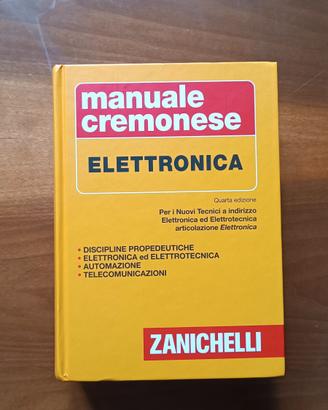 manuale
cremonese
ELETTRONICA
Quarta edizione
Per i Nuovi Tecnici a indirizzo
Elettronica ed Elettrotecnica
articolazione Elettronica
• DISCIPLINE PROPEDEUTICHE
• ELETTRONICA ed ELETTROTECNICA
• AUTOMAZIONE
• TELECOMUNICAZIONI
ZANICHELLI